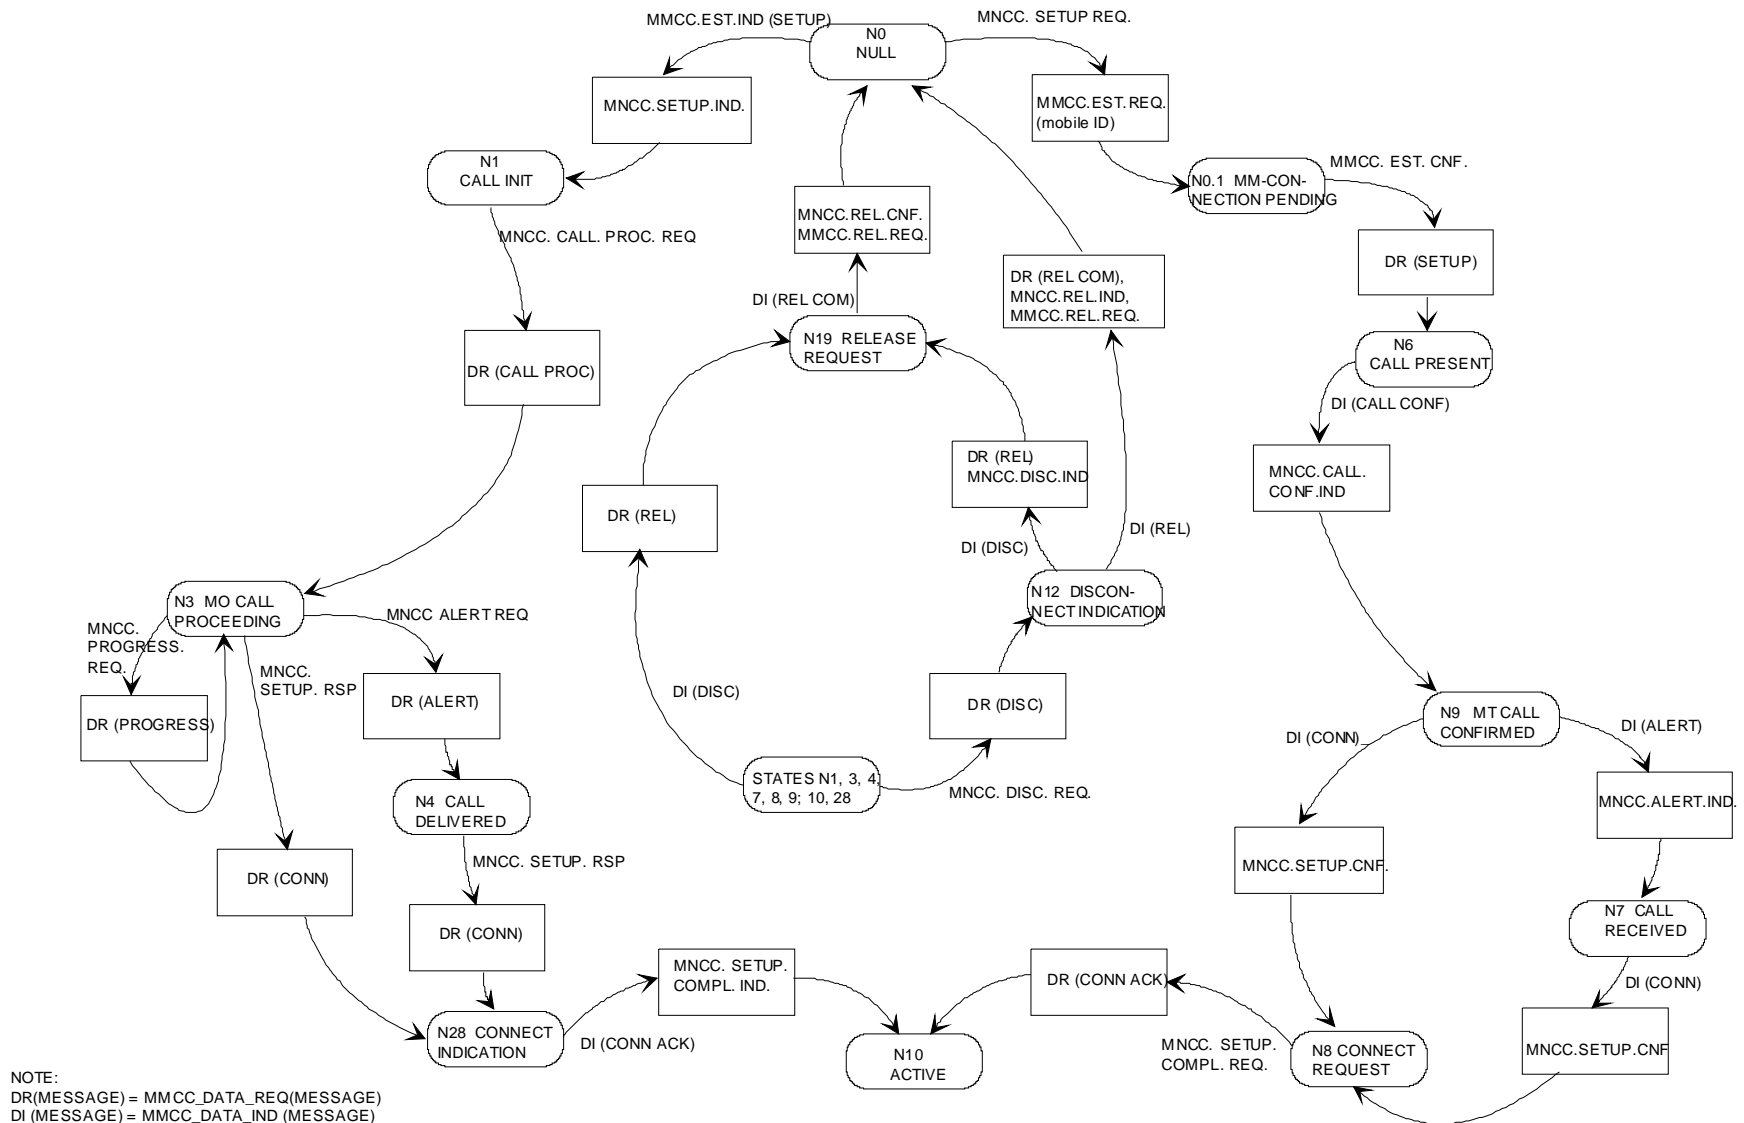 MMCC.EST.IND (SETUP)
N0
NULL
MNCC. SETUP REQ.
MNCC.SETUP.IND.
MMCC.EST.REQ.
(mobile ID)
N1
CALL INIT
MNCC. CALL. PROC. REQ
MNCC.REL.CNF.
MMCC.REL.REQ.
N0.1 MM-CON-
NECTION PENDING
MMCC. EST. CNF.
DR (SETUP)
DR (REL COM),
MNCC.REL.IND,
MMCC.REL.REQ.
DI (REL COM)
N19 RELEASE
REQUEST
N6
CALL PRESENT
DR (CALL PROC)
DI (CALL CONF)
DR (REL)
MNCC.DISC.IND
MNCC.CALL.
CONF.IND
DR (REL)
DI (DISC)
DI (REL)
N12 DISCON-
NECT INDICATION
N3 MO CALL
PROCEEDING
MNCC ALERT REQ
MNCC.
PROGRESS.
REQ.
MNCC.
SETUP. RSP
DR (PROGRESS)
DR (ALERT)
DI (DISC)
DR (DISC)
N9 MT CALL
CONFIRMED
DI (CONN)
DI (ALERT)
STATES N1, 3, 4,
7, 8, 9; 10, 28
MNCC. DISC. REQ.
N4 CALL
DELIVERED
MNCC.ALERT.IND.
MNCC. SETUP. RSP
MNCC.SETUP.CNF.
DR (CONN)
DR (CONN)
N7 CALL
RECEIVED
MNCC. SETUP.
COMPL. IND.
DR (CONN ACK)
DI (CONN)
N28 CONNECT
INDICATION
DI (CONN ACK)
N10
ACTIVE
MNCC. SETUP.
COMPL. REQ.
N8 CONNECT
REQUEST
MNCC.SETUP.CNF
NOTE:
DR(MESSAGE) = MMCC_DATA_REQ(MESSAGE)
DI (MESSAGE) = MMCC_DATA_IND (MESSAGE)